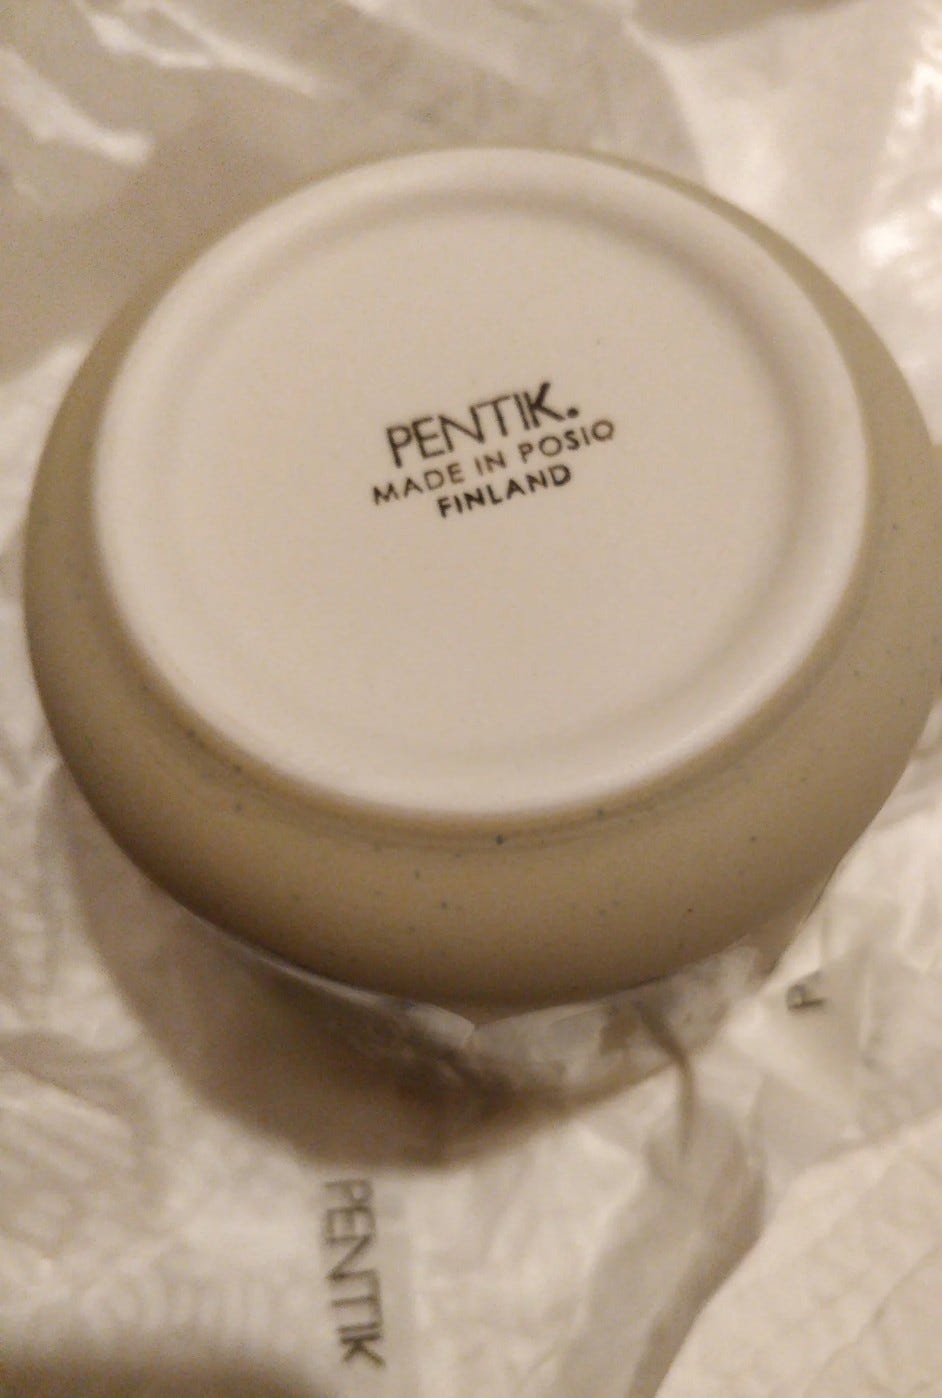 PENTIK.
MADE IN POSIO
FINLAND
P
PENTIK